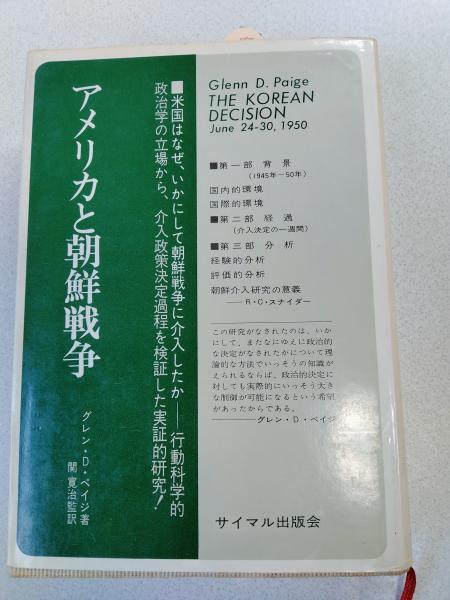 アメリカと朝鮮戦争
グレン・D・ペイジ著
関 寛治監訳
■米国はなぜ、いかにして朝鮮戦争に介入したか──行動科学的
政治学の立場から、介入政策決定過程を検証した実証的研究!
Glenn D. Paige
THE KOREAN
DECISION
June 24-30, 1950
■第一部 背 景
(1945年—50年)
国内的環境
国際的環境
■第二部 経 過
(介入決定の一週間)
■第三部 分 析
経験的分析
評価的分析
朝鮮介入研究の意義
──R・C・スナイダー
この研究がなされたのは、いか
にして、またなにゆえに政治的
な決定がなされたかについて理
論的な方法でいっそうの知識が
えられるならば、政治的決定に
対しても実際的にいっそう大き
な制御が可能になるという希望
があったからである。
──グレン・D・ペイジ
サイマル出版会